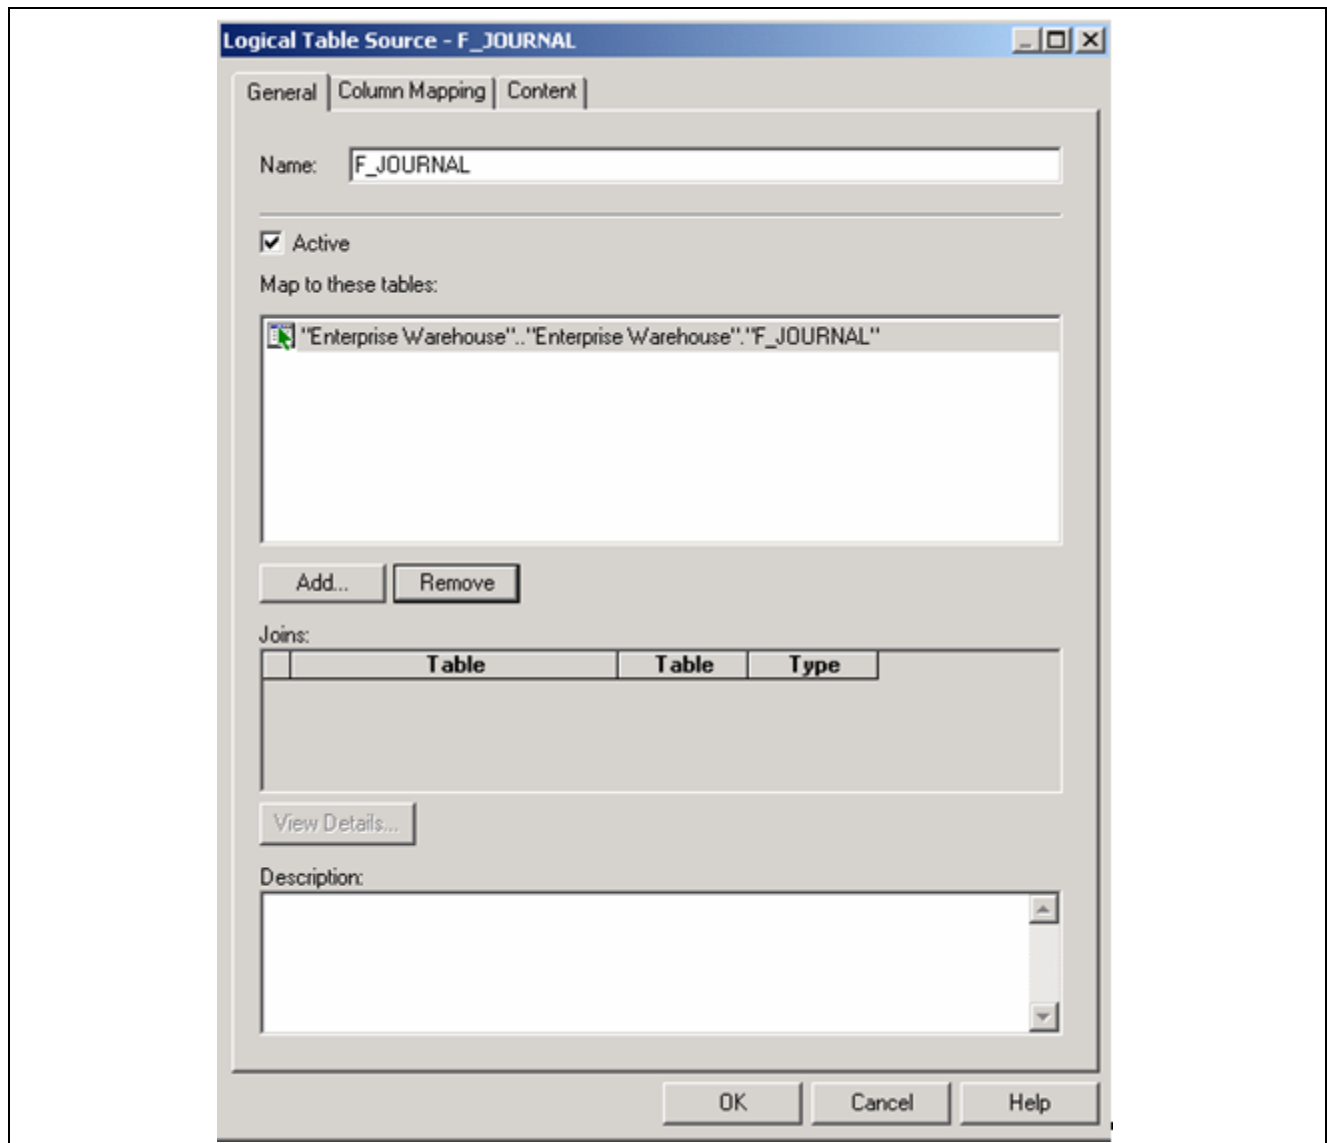 Logical Table Source - F_JOURNAL
General Column Mapping Content
Name: F_JOURNAL
Active
Map to these tables:
"Enterprise Warehouse".."Enterprise Warehouse"."F_JOURNAL"
Add... Remove
Joins:
Table Table Type
View Details...
Description:
OK Cancel Help